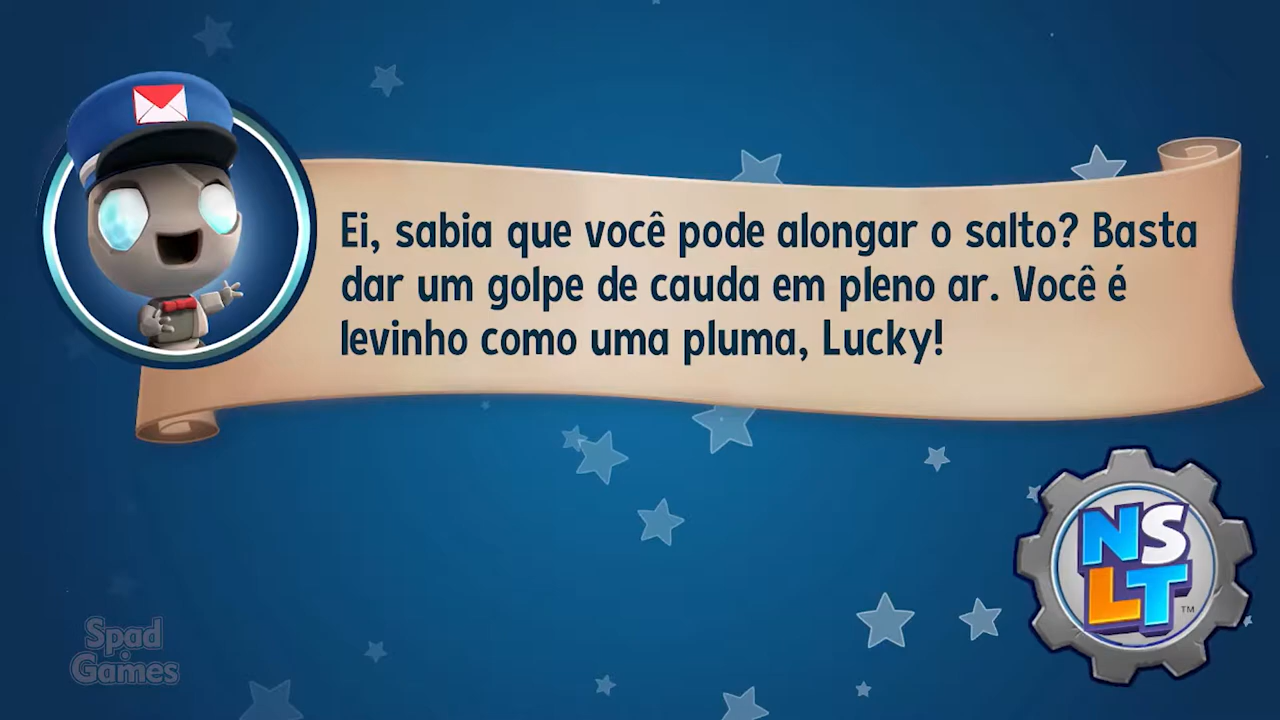 Ei, sabia que você pode alongar o salto? Basta
dar um golpe de cauda em pleno ar. Você é
levinho como uma pluma, Lucky!
NS
LT
TM
Spad
Games